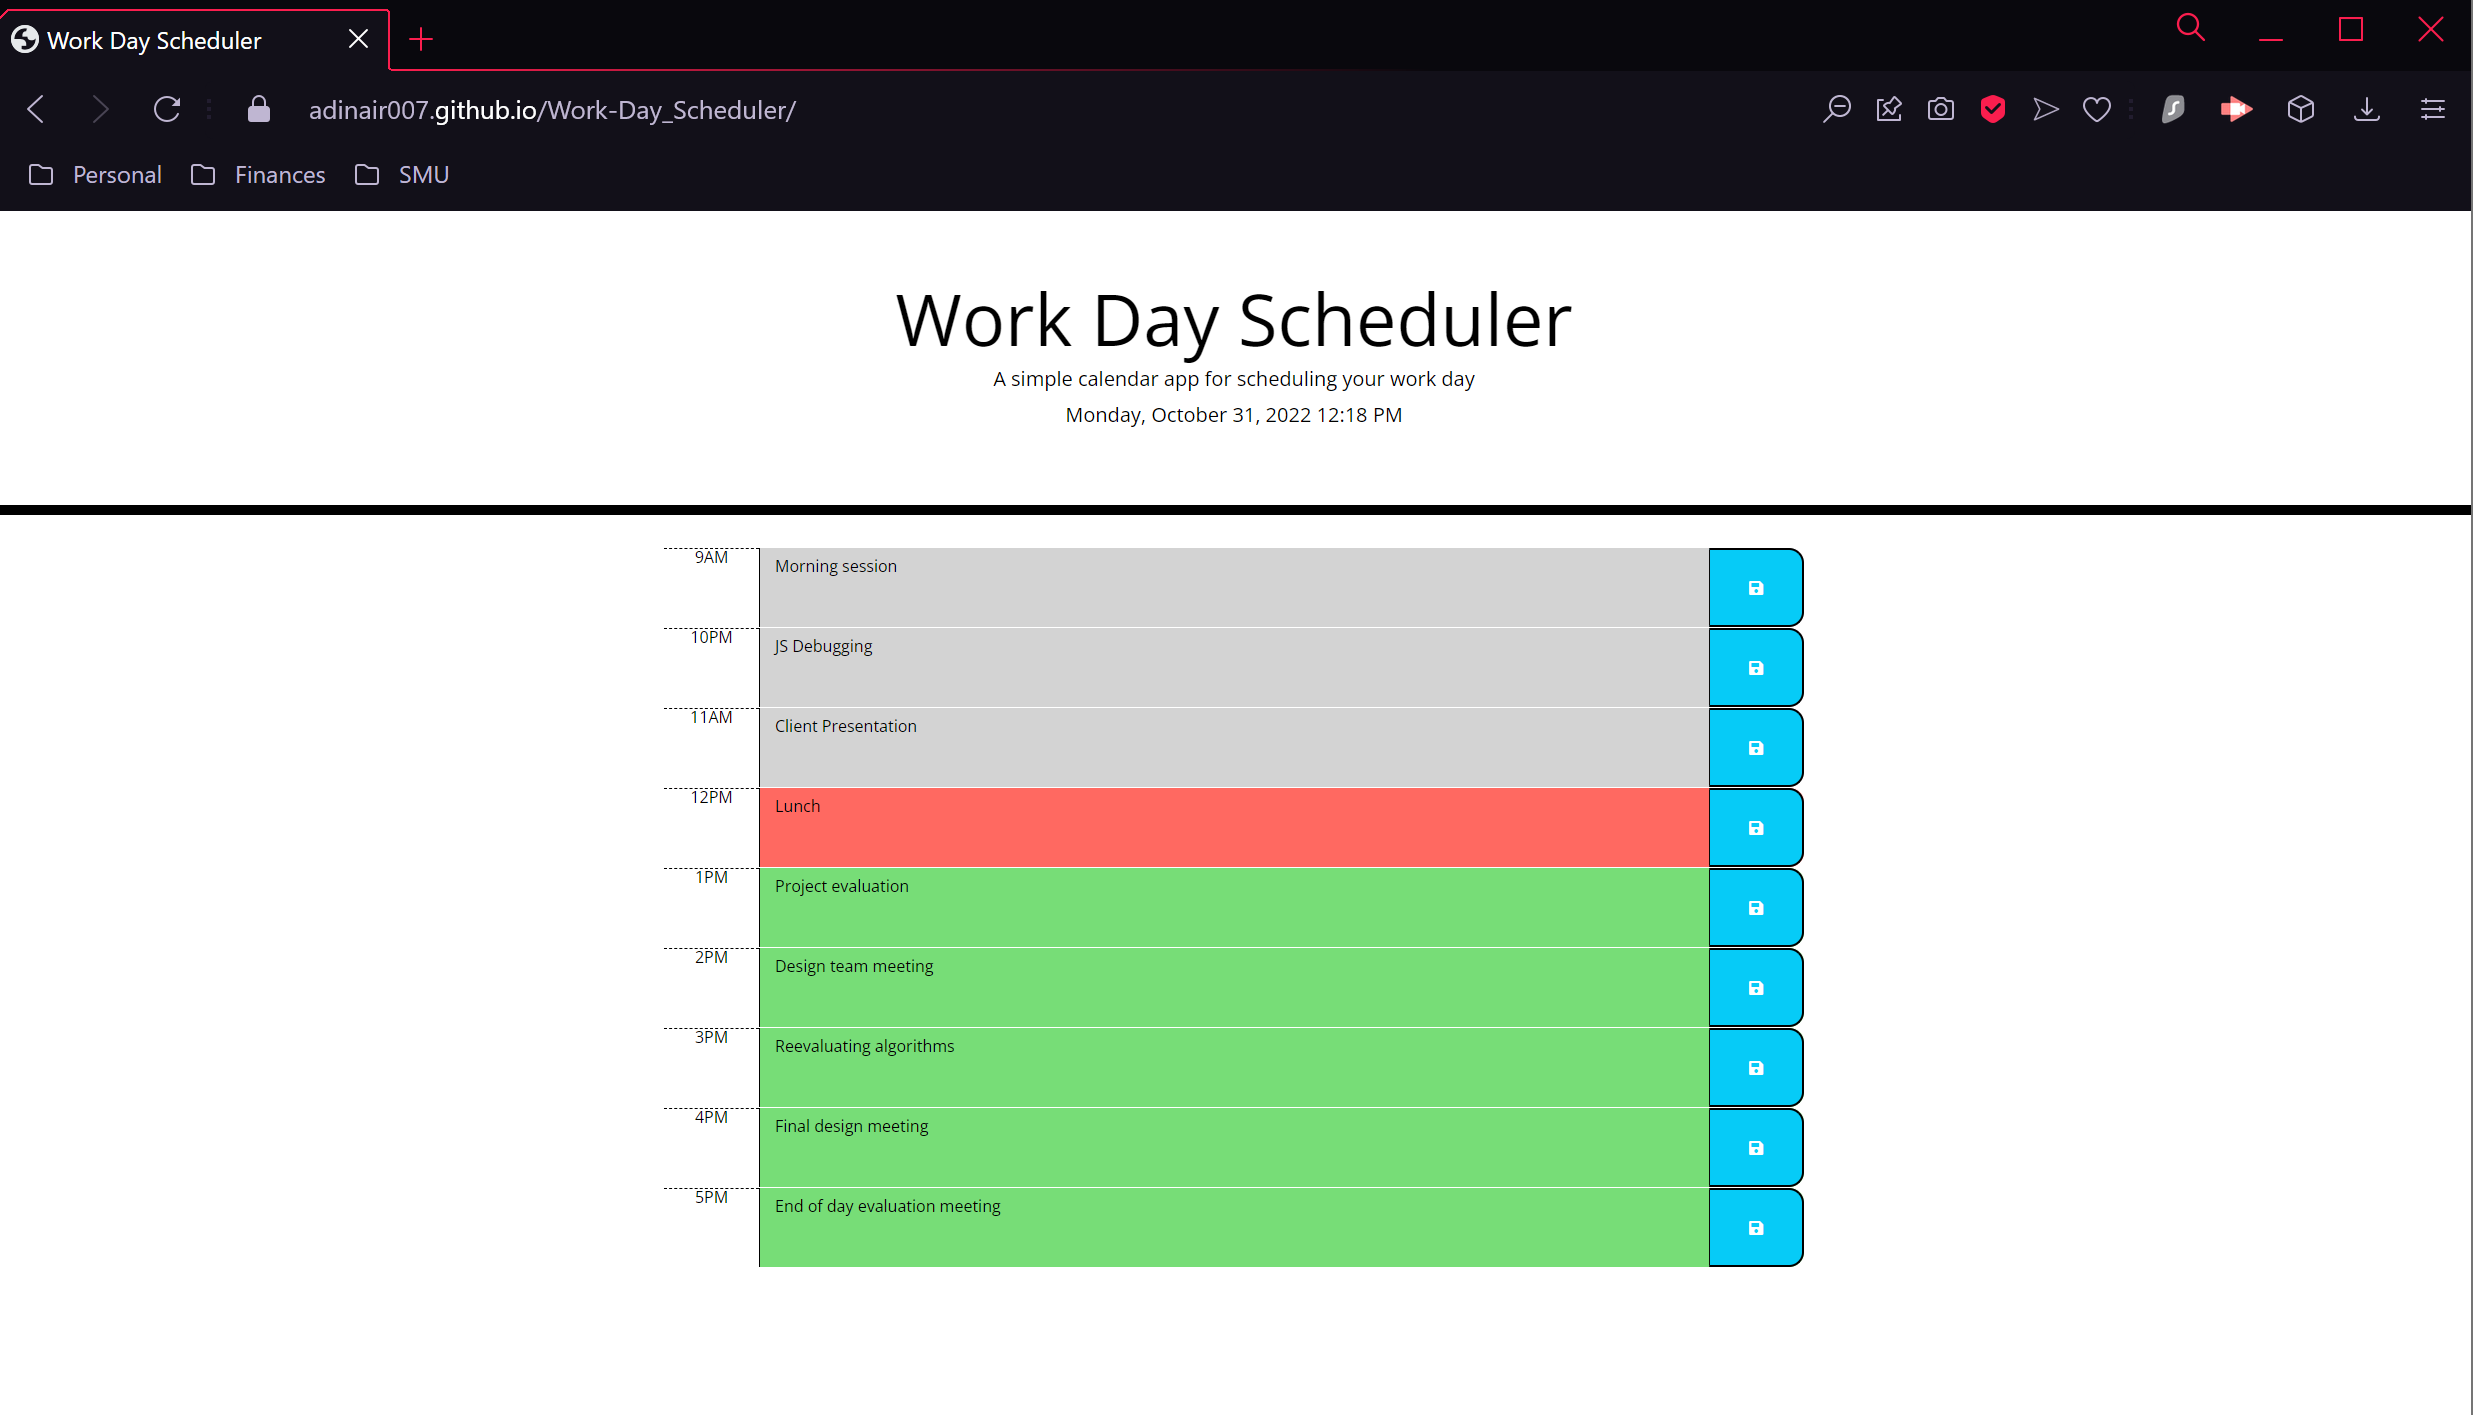 Work Day Scheduler
adinair007.github.io/Work-Day_Scheduler/
Personal Finances SMU
Work Day Scheduler
A simple calendar app for scheduling your work day
Monday, October 31, 2022 12:18 PM
9AM Morning session
10PM JS Debugging
11AM Client Presentation
12PM Lunch
1PM Project evaluation
2PM Design team meeting
3PM Reevaluating algorithms
4PM Final design meeting
5PM End of day evaluation meeting